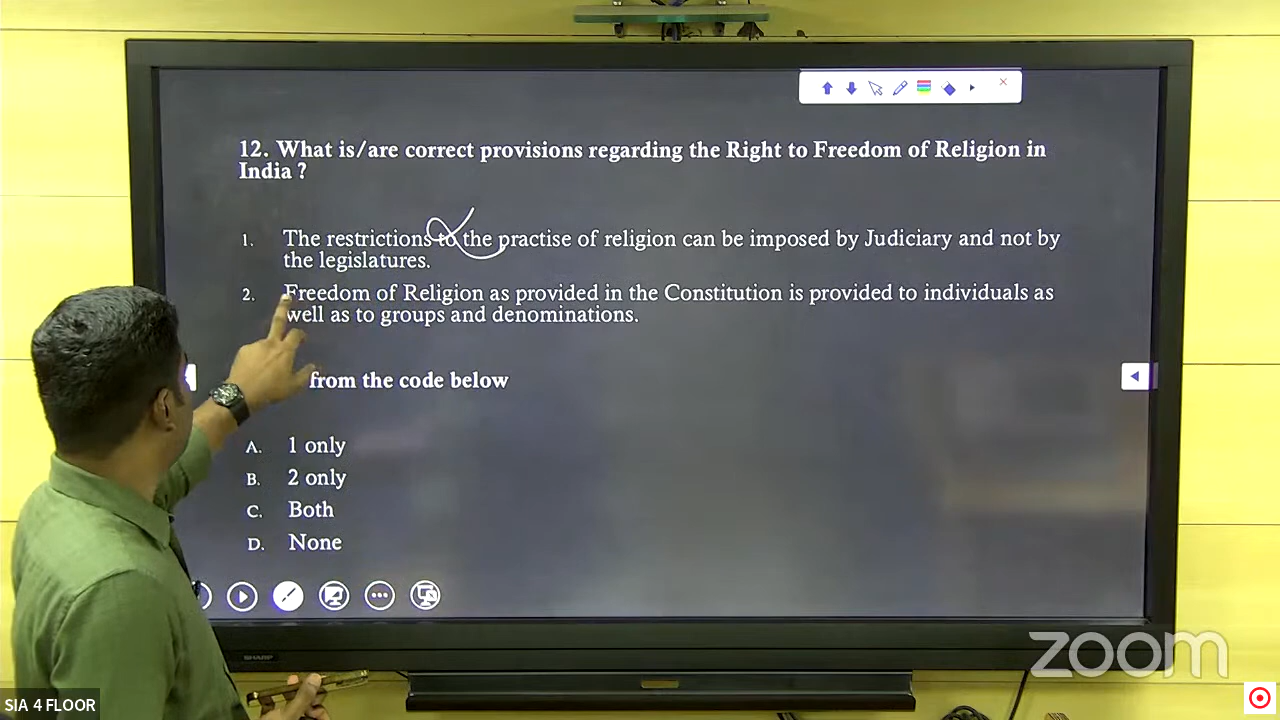 12. What is/are correct provisions regarding the Right to Freedom of Religion in
India ?
1. The restrictions to the practise of religion can be imposed by Judiciary and not by
the legislatures.
2. Freedom of Religion as provided in the Constitution is provided to individuals as
well as to groups and denominations.
from the code below
A. 1 only
B. 2 only
C. Both
D. None
SHARP
zoom
SIA 4 FLOOR